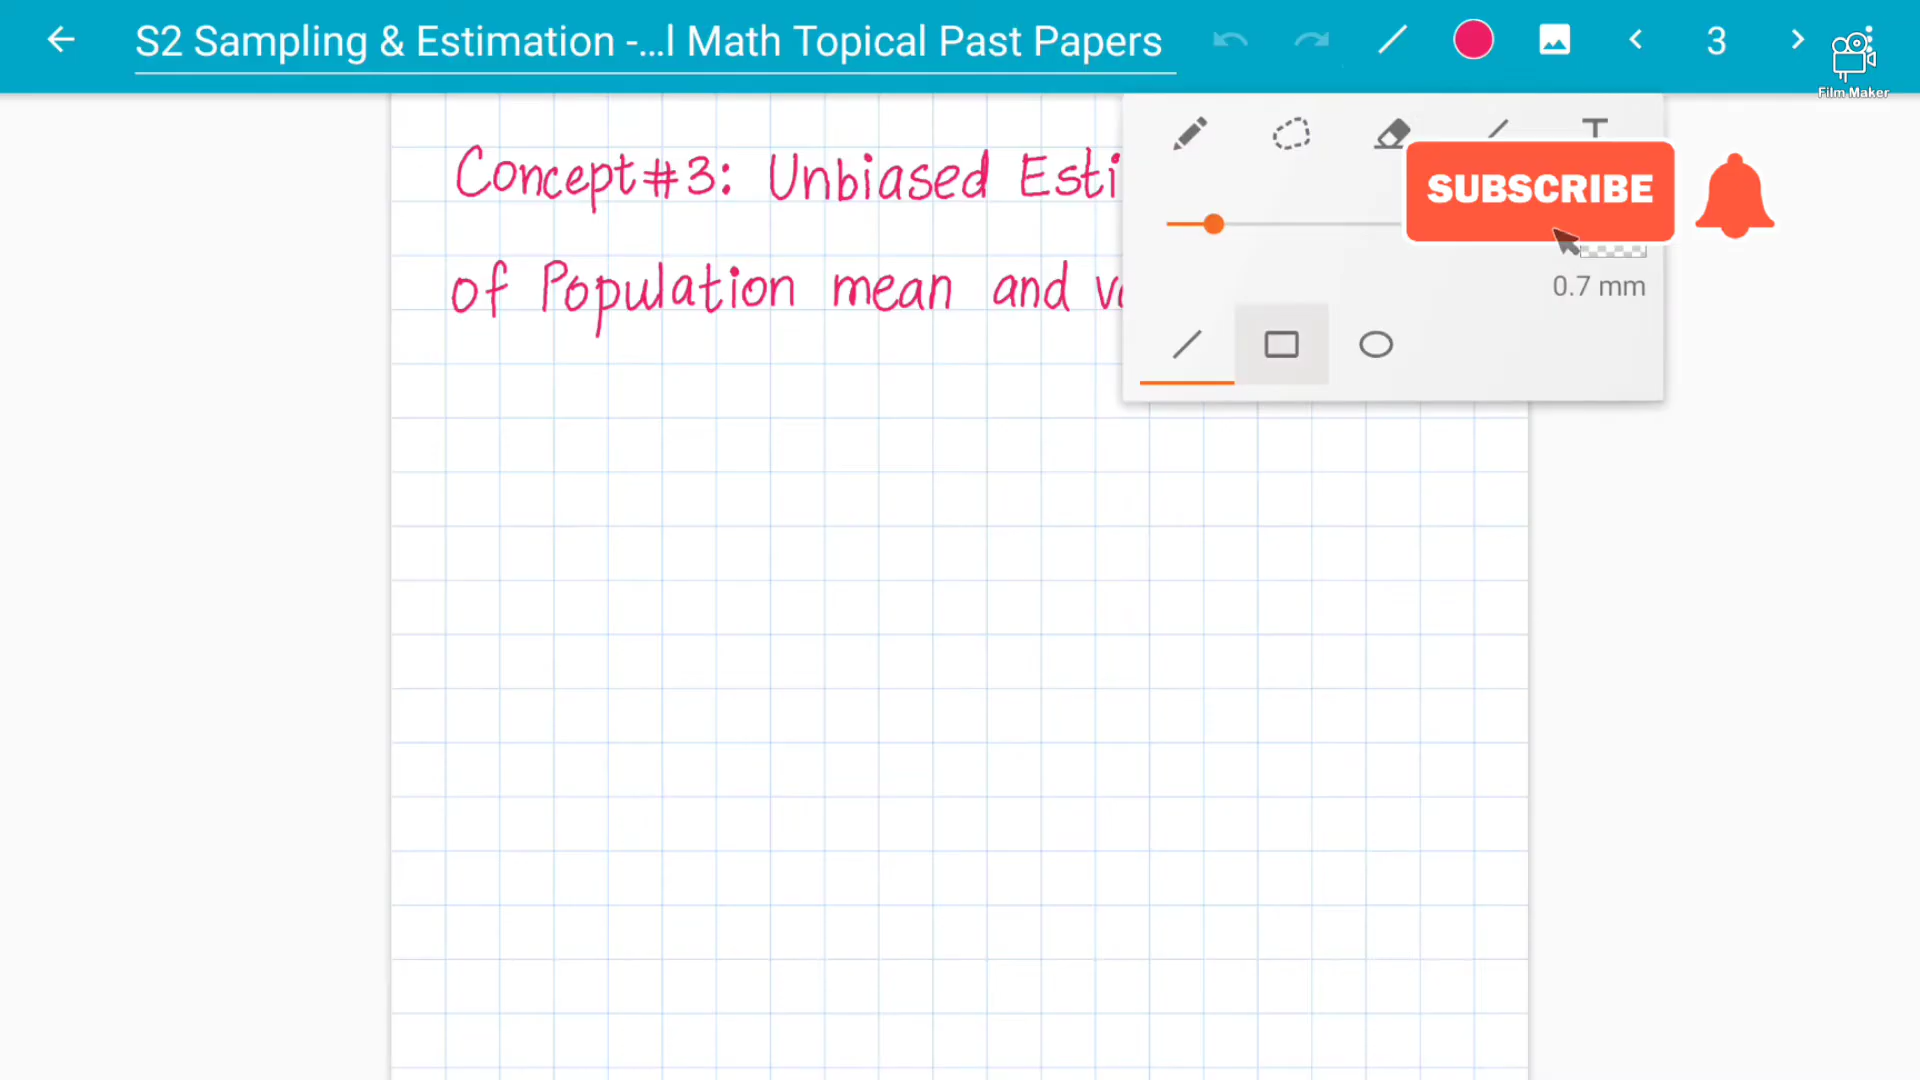 S2 Sampling & Estimation -...l Math Topical Past Papers
3
Film Maker
T
SUBSCRIBE
Concept#3: Unbiased Esti
0.7 mm
of Population mean and